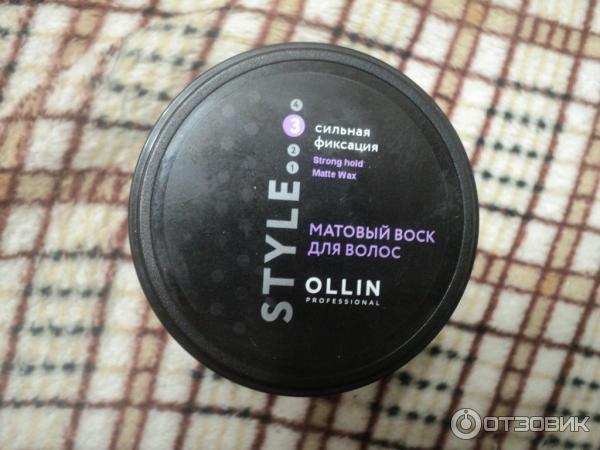 4
3
2
1
сильная
фиксация
Strong hold
Matte Wax
STYLE
МАТОВЫЙ ВОСК
ДЛЯ ВОЛОС
OLLIN
PROFESSIONAL
ОТЗОВИК